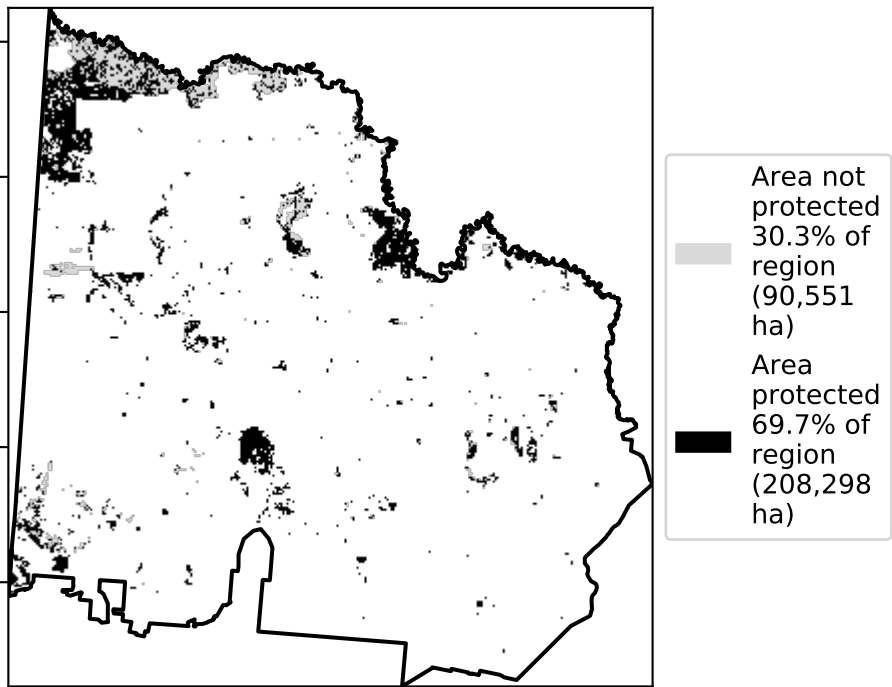 Area not
protected
30.3% of
region
(90,551
ha)
Area
protected
69.7% of
region
(208,298
ha)